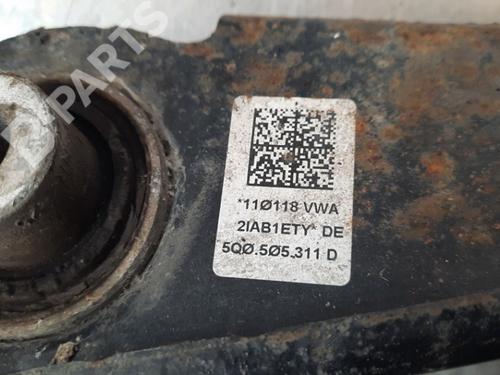 B-PARTS
*11Ø118 VWA
2IAB1ETY* DE
5QØ.5Ø5.311 D